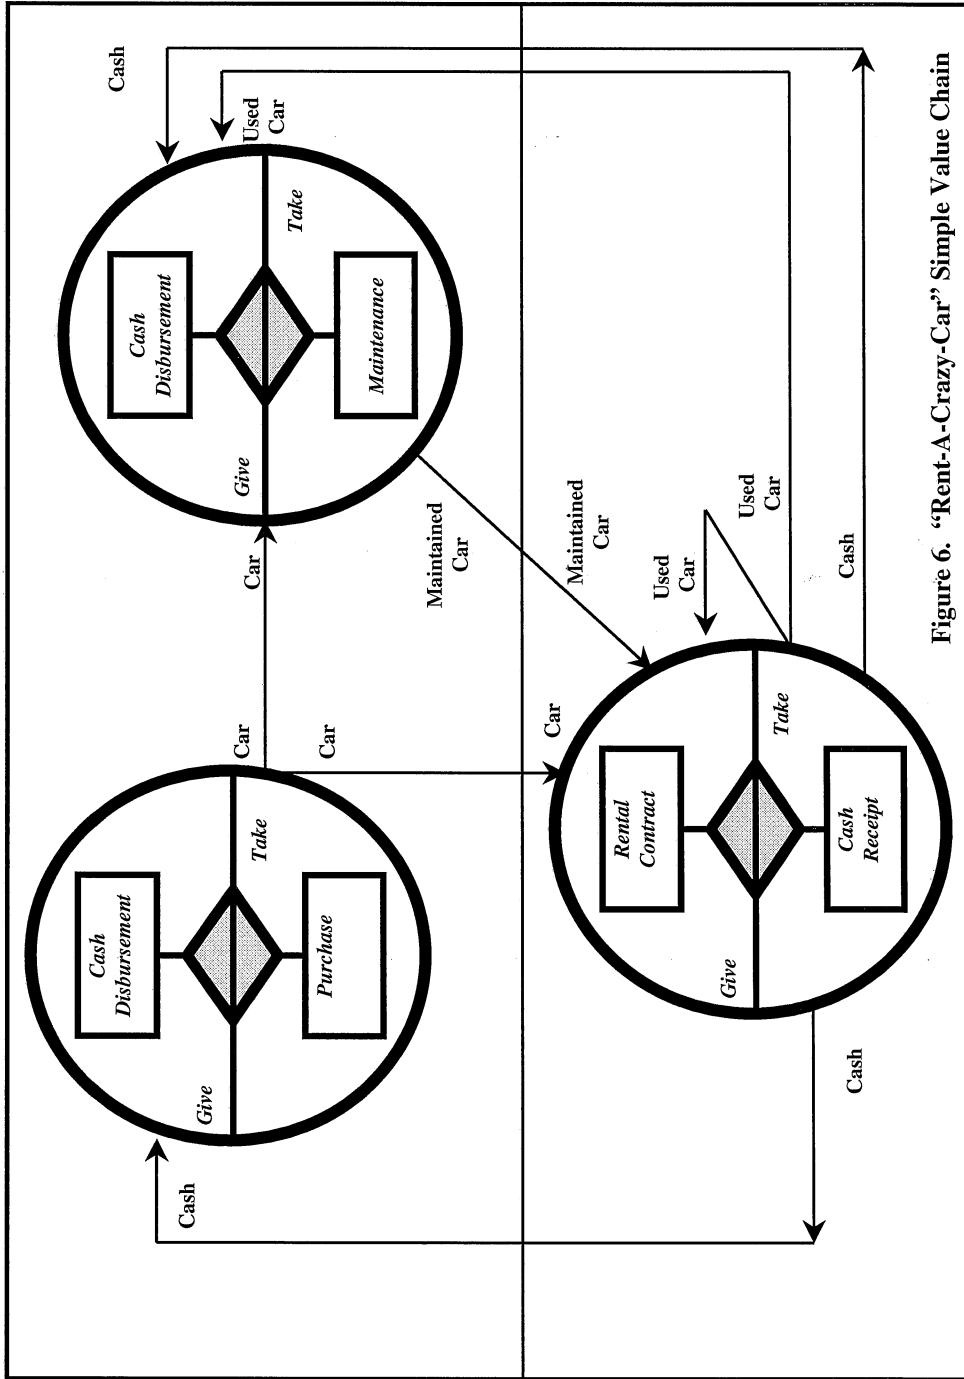 Cash
Disbursement
Give
Take
Purchase
Cash
Car
Car
Car
Cash
Disbursement
Give
Take
Maintenance
Cash
Used
Car
Maintained
Car
Maintained
Car
Car
Rental
Contract
Give
Take
Cash
Receipt
Cash
Used
Car
Used
Car
Cash
Figure 6. “Rent-A-Crazy-Car” Simple Value Chain